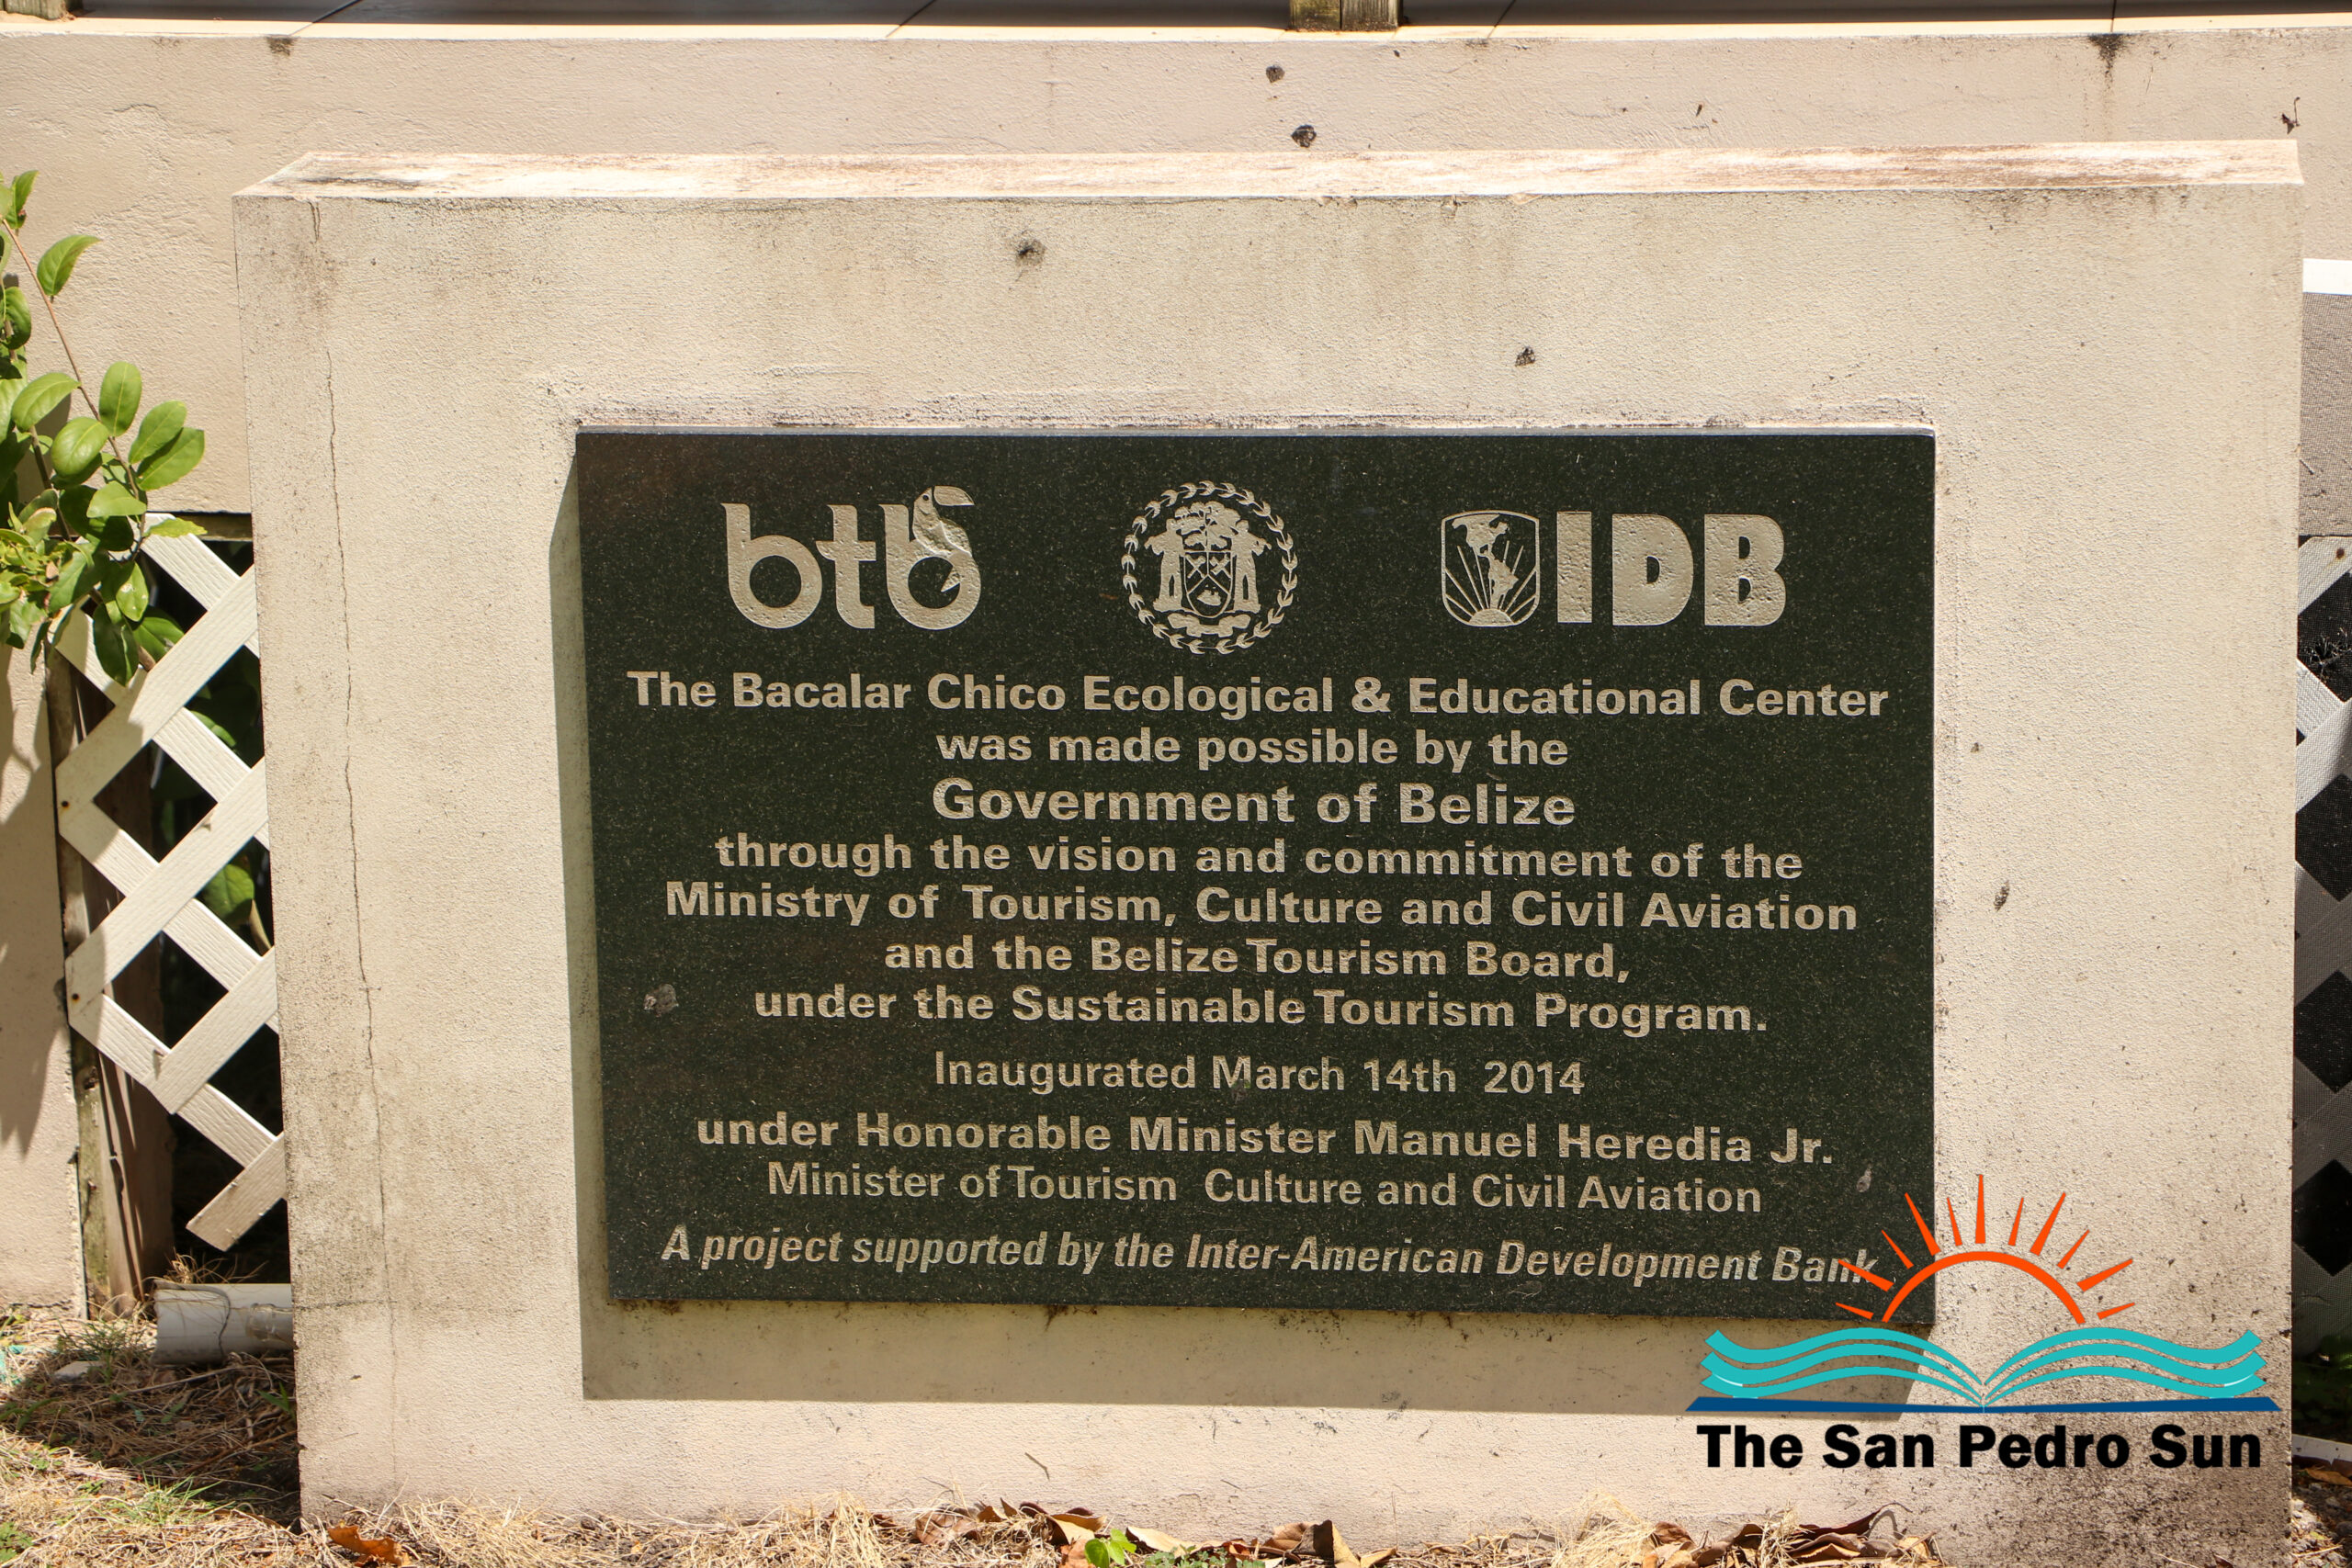 btb
IDB
The Bacalar Chico Ecological & Educational Center
was made possible by the
Government of Belize
through the vision and commitment of the
Ministry of Tourism, Culture and Civil Aviation
and the Belize Tourism Board,
under the Sustainable Tourism Program.
Inaugurated March 14th 2014
under Honorable Minister Manuel Heredia Jr.
Minister of Tourism Culture and Civil Aviation
A project supported by the Inter-American Development Bank
The San Pedro Sun